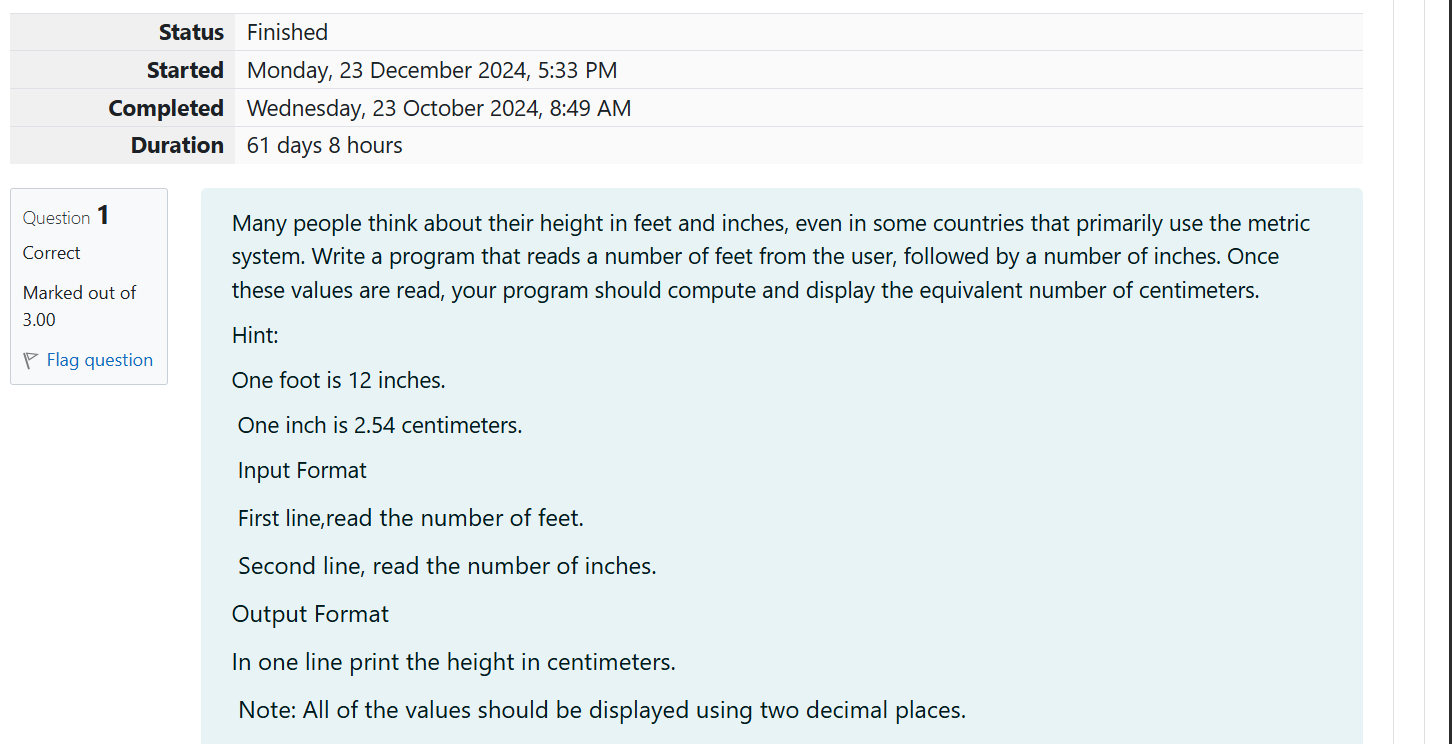 Status Finished
Started Monday, 23 December 2024, 5:33 PM
Completed Wednesday, 23 October 2024, 8:49 AM
Duration 61 days 8 hours
Question 1
Correct
Marked out of
3.00
Flag question
Many people think about their height in feet and inches, even in some countries that primarily use the metric
system. Write a program that reads a number of feet from the user, followed by a number of inches. Once
these values are read, your program should compute and display the equivalent number of centimeters.
Hint:
One foot is 12 inches.
One inch is 2.54 centimeters.
Input Format
First line,read the number of feet.
Second line, read the number of inches.
Output Format
In one line print the height in centimeters.
Note: All of the values should be displayed using two decimal places.